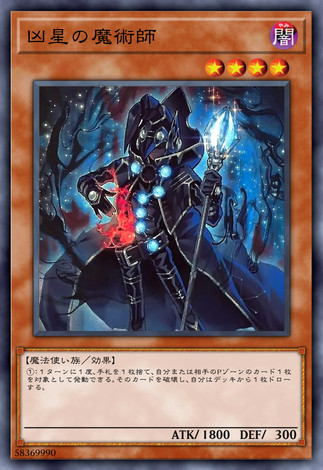 凶星の魔術師
闇
やみ
【魔法使い族／効果】
①：１ターンに１度、手札を１枚捨て、自分または相手のＰゾーンのカード１枚
を対象として発動できる。そのカードを破壊し、自分はデッキから１枚ドロー
する。
ATK/ 1800 DEF/ 300
58369990